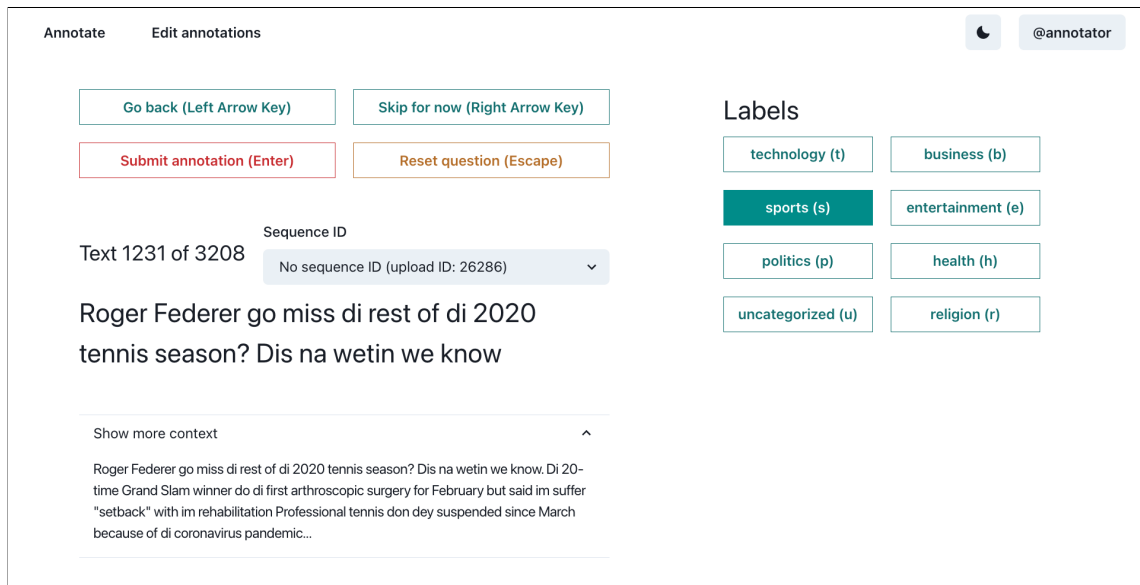 Annotate
Edit annotations
@annotator
Go back (Left Arrow Key)
Skip for now (Right Arrow Key)
Submit annotation (Enter)
Reset question (Escape)
Text 1231 of 3208
Sequence ID
No sequence ID (upload ID: 26286)
Roger Federer go miss di rest of di 2020
tennis season? Dis na wetin we know
Show more context
Roger Federer go miss di rest of di 2020 tennis season? Dis na wetin we know. Di 20-
time Grand Slam winner do di first arthroscopic surgery for February but said im suffer
"setback" with im rehabilitation Professional tennis don dey suspended since March
because of di coronavirus pandemic...
Labels
technology (t)
business (b)
sports (s)
entertainment (e)
politics (p)
health (h)
uncategorized (u)
religion (r)